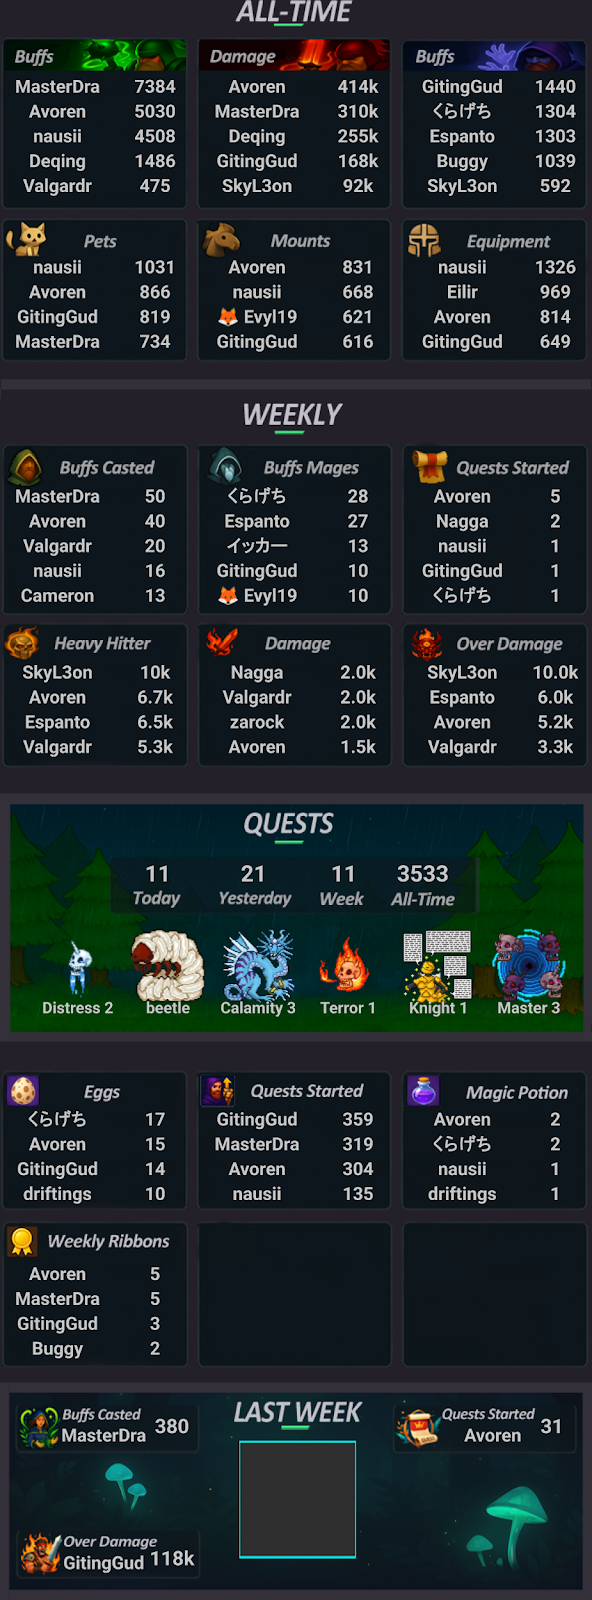 ALL-TIME
Buffs
MasterDra 7384
Avoren 5030
nausii 4508
Deqing 1486
Valgardr 475
Damage
Avoren 414k
MasterDra 310k
Deqing 255k
GitingGud 168k
SkyL3on 92k
Buffs
GitingGud 1440
くらげち 1304
Espanto 1303
Buggy 1039
SkyL3on 592
Pets
nausii 1031
Avoren 866
GitingGud 819
MasterDra 734
Mounts
Avoren 831
nausii 668
🦊 Evyl19 621
GitingGud 616
Equipment
nausii 1326
Eilir 969
Avoren 814
GitingGud 649
WEEKLY
Buffs Casted
MasterDra 50
Avoren 40
Valgardr 20
nausii 16
Cameron 13
Buffs Mages
くらげち 28
Espanto 27
イッカー 13
GitingGud 10
🦊 Evyl19 10
Quests Started
Avoren 5
Nagga 2
nausii 1
GitingGud 1
くらげち 1
Heavy Hitter
SkyL3on 10k
Avoren 6.7k
Espanto 6.5k
Valgardr 5.3k
Damage
Nagga 2.0k
Valgardr 2.0k
zarock 2.0k
Avoren 1.5k
Over Damage
SkyL3on 10.0k
Espanto 6.0k
Avoren 5.2k
Valgardr 3.3k
QUESTS
11 21 11 3533
Today Yesterday Week All-Time
Distress 2 beetle Calamity 3 Terror 1 Knight 1 Master 3
Eggs
くらげち 17
Avoren 15
GitingGud 14
driftings 10
Quests Started
GitingGud 359
MasterDra 319
Avoren 304
nausii 135
Magic Potion
Avoren 2
くらげち 2
nausii 1
driftings 1
Weekly Ribbons
Avoren 5
MasterDra 5
GitingGud 3
Buggy 2
LAST WEEK
Buffs Casted
MasterDra 380
Quests Started
Avoren 31
Over Damage
GitingGud 118k